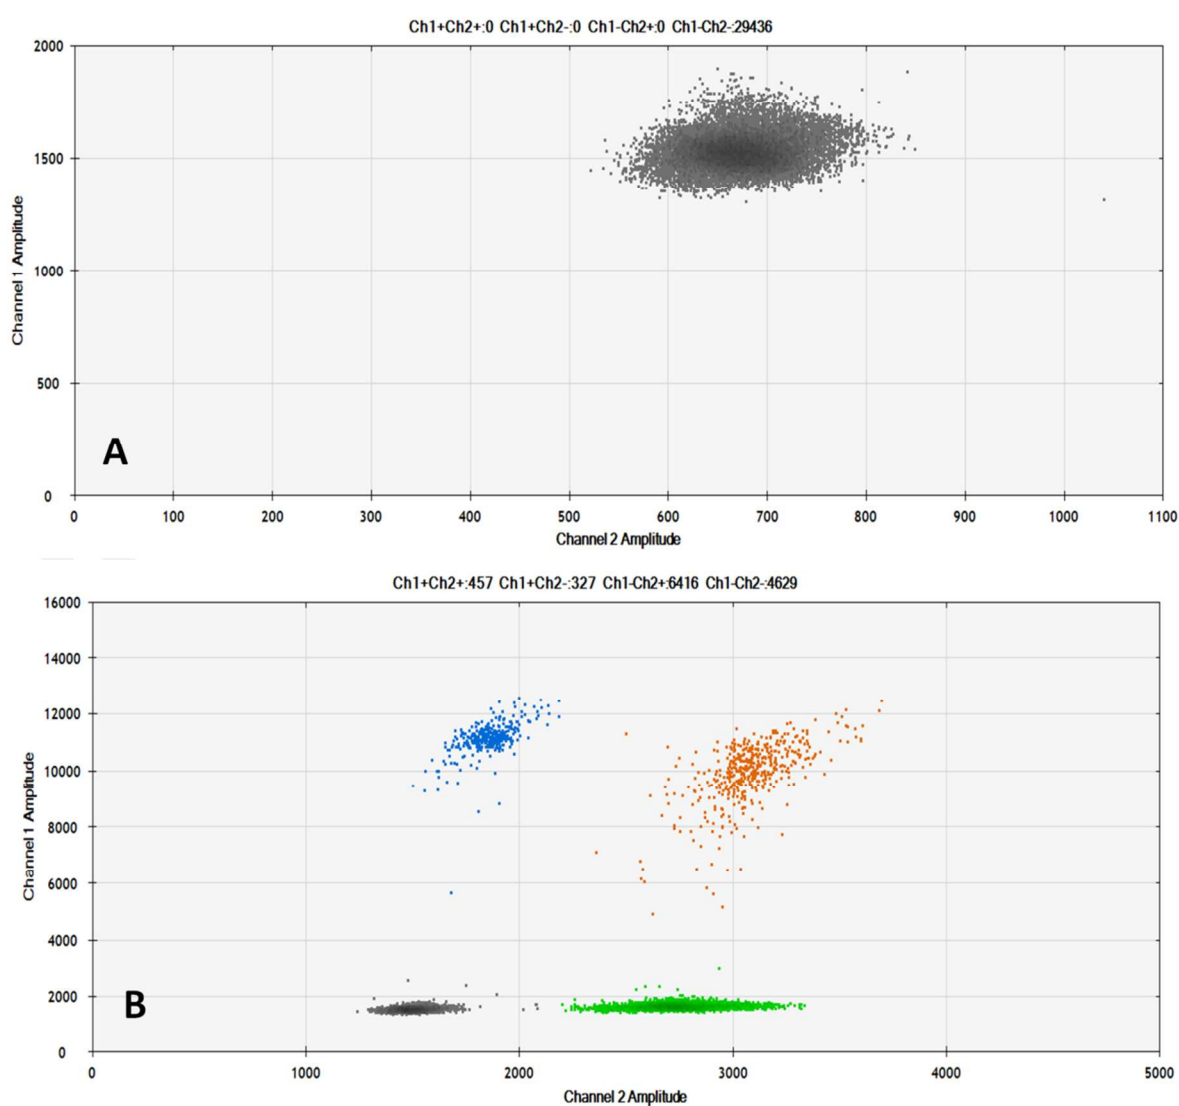 Ch1+Ch2+:0 Ch1+Ch2-:0 Ch1-Ch2+:0 Ch1-Ch2-:29436
2000
1500
1000
500
0
Channel 1 Amplitude
A
0 100 200 300 400 500 600 700 800 900 1000 1100
Channel 2 Amplitude
Ch1+Ch2+:457 Ch1+Ch2-:327 Ch1-Ch2+:6416 Ch1-Ch2-:4629
16000
14000
12000
10000
8000
6000
4000
2000
0
Channel 1 Amplitude
B
0 1000 2000 3000 4000 5000
Channel 2 Amplitude